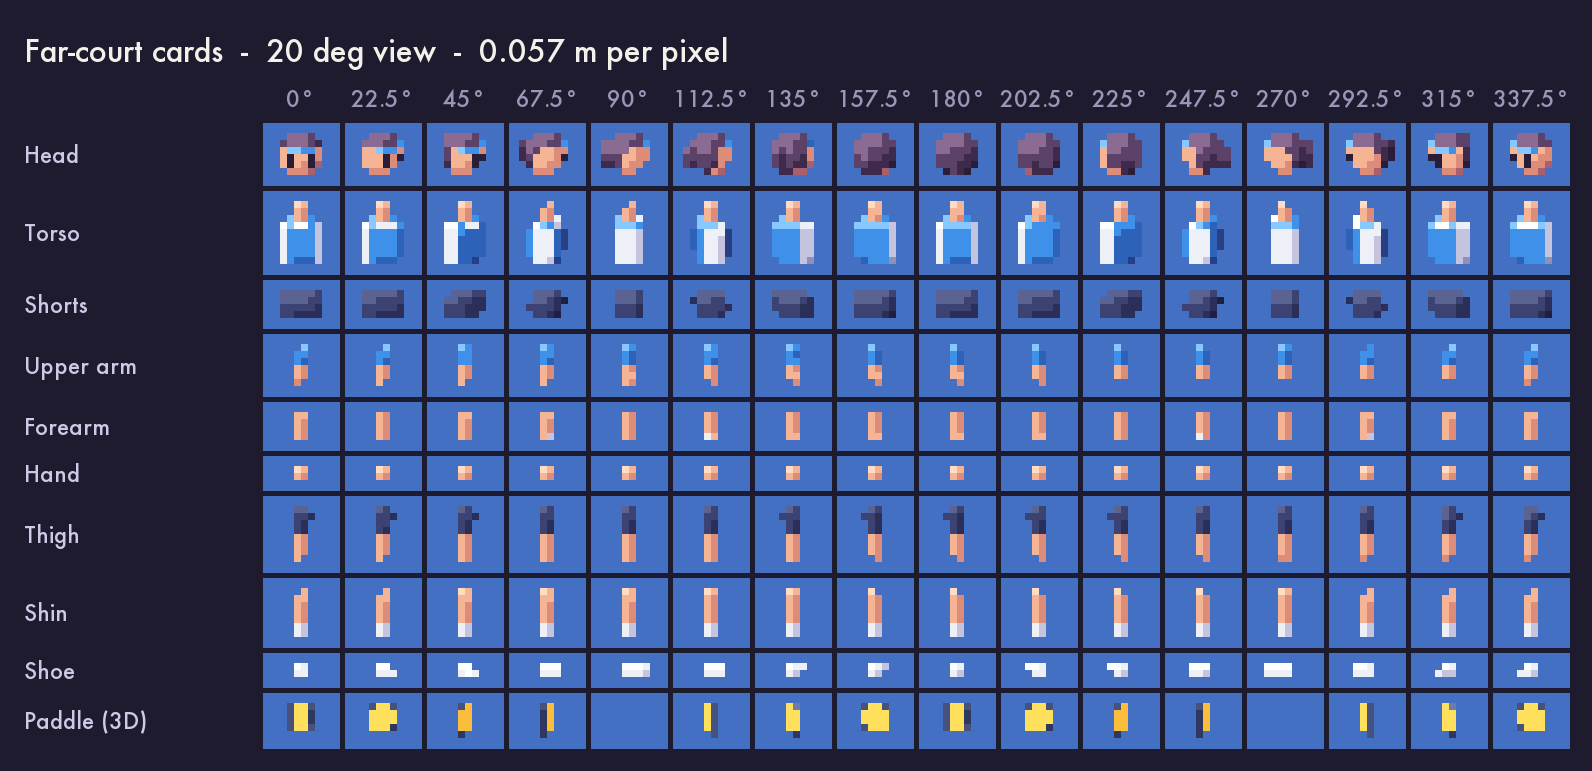 Far-court cards - 20 deg view - 0.057 m per pixel
0° 22.5° 45° 67.5° 90° 112.5° 135° 157.5° 180° 202.5° 225° 247.5° 270° 292.5° 315° 337.5°
Head
Torso
Shorts
Upper arm
Forearm
Hand
Thigh
Shin
Shoe
Paddle (3D)